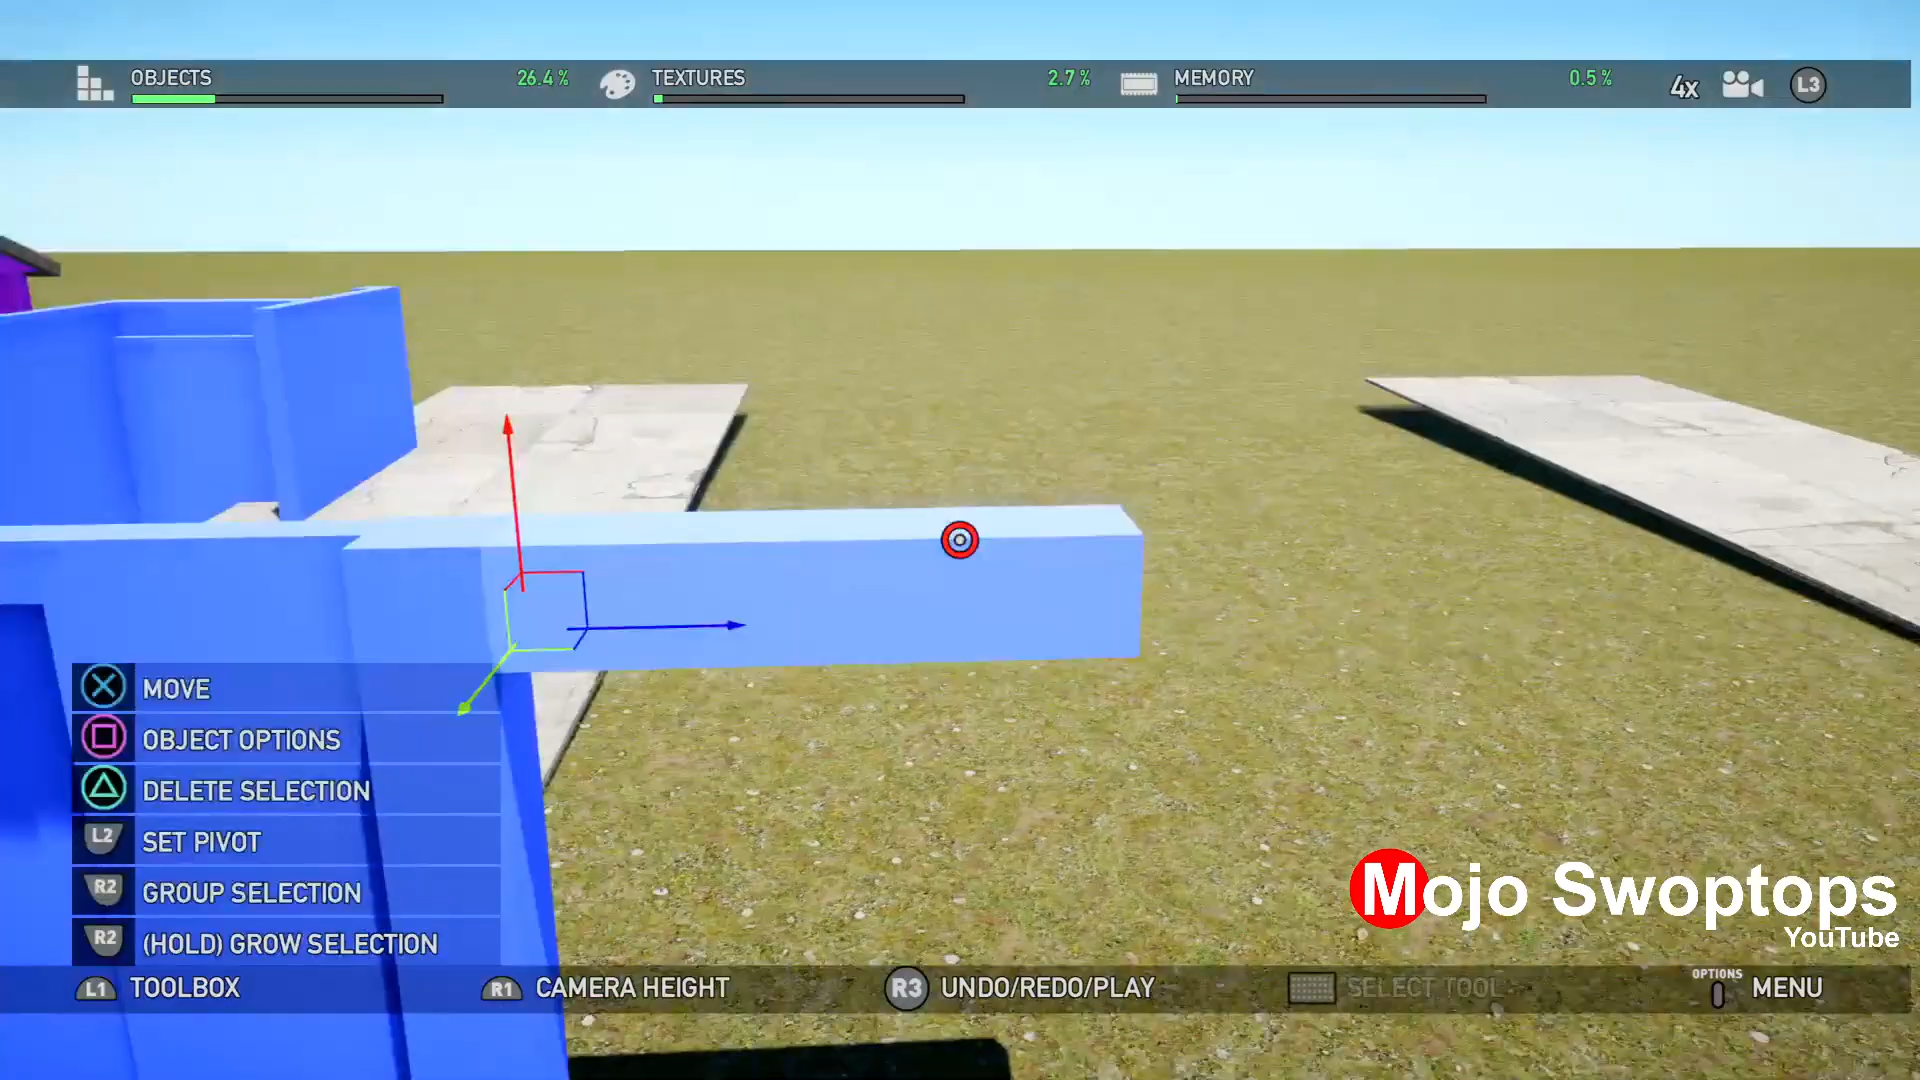 OBJECTS 26.4 % TEXTURES 2.7 % MEMORY 0.5 % 4x L3
MOVE
OBJECT OPTIONS
DELETE SELECTION
L2 SET PIVOT
R2 GROUP SELECTION
R2 (HOLD) GROW SELECTION
Mojo Swoptops
YouTube
L1 TOOLBOX R1 CAMERA HEIGHT R3 UNDO/REDO/PLAY SELECT TOOL OPTIONS MENU